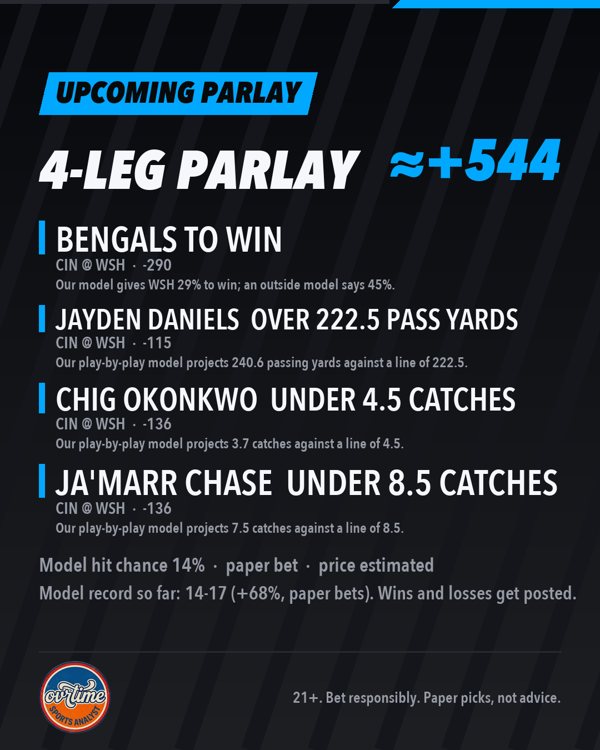 UPCOMING PARLAY
4-LEG PARLAY ≈+544
BENGALS TO WIN
CIN @ WSH · -290
Our model gives WSH 29% to win; an outside model says 45%.
JAYDEN DANIELS OVER 222.5 PASS YARDS
CIN @ WSH · -115
Our play-by-play model projects 240.6 passing yards against a line of 222.5.
CHIG OKONKWO UNDER 4.5 CATCHES
CIN @ WSH · -136
Our play-by-play model projects 3.7 catches against a line of 4.5.
JA'MARR CHASE UNDER 8.5 CATCHES
CIN @ WSH · -136
Our play-by-play model projects 7.5 catches against a line of 8.5.
Model hit chance 14% · paper bet · price estimated
Model record so far: 14-17 (+68%, paper bets). Wins and losses get posted.
ovrtime
SPORTS ANALYST
21+. Bet responsibly. Paper picks, not advice.